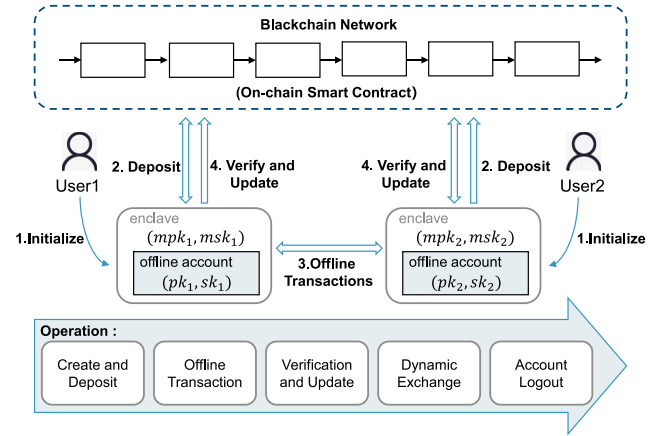 Blackchain Network
(On-chain Smart Contract)
User1
2. Deposit
4. Verify and
Update
4. Verify and
Update
2. Deposit
User2
1.Initialize
enclave
(mpk₁, msk₁)
offline account
(pk₁, sk₁)
3.Offline
Transactions
enclave
(mpk₂, msk₂)
offline account
(pk₂, sk₂)
1.Initialize
Operation :
Create and
Deposit
Offline
Transaction
Verification
and Update
Dynamic
Exchange
Account
Logout